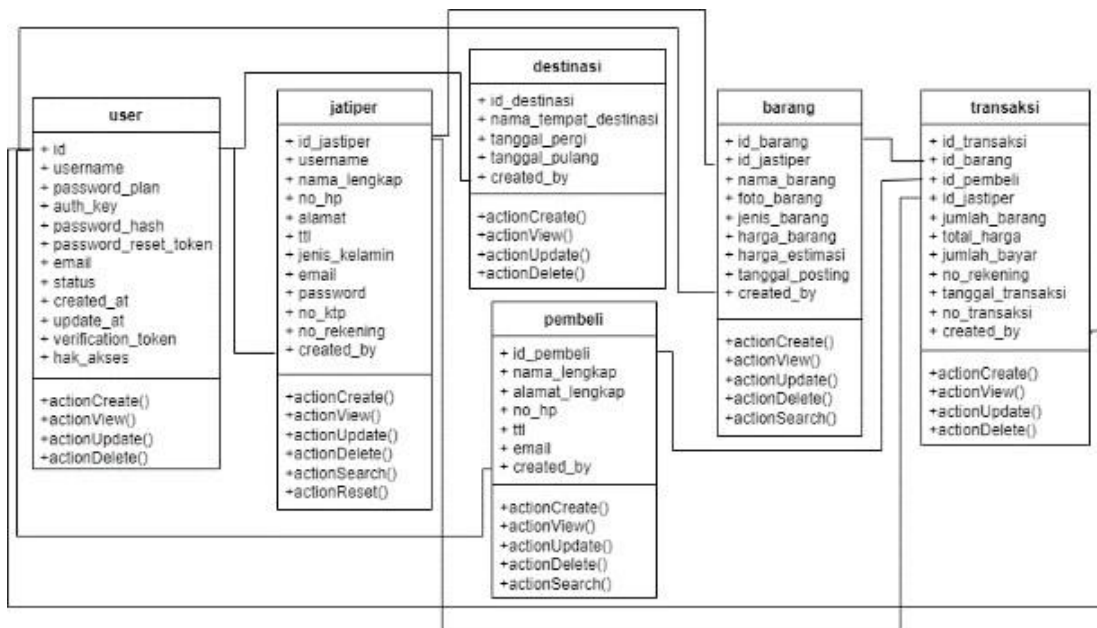 user
+ id
+ username
+ password_plan
+ auth_key
+ password_hash
+ password_reset_token
+ email
+ status
+ created_at
+ update_at
+ verification_token
+ hak_akses
+actionCreate()
+actionView()
+actionUpdate()
+actionDelete()
jatiper
+ id_jastiper
+ username
+ nama_lengkap
+ no_hp
+ alamat
+ ttl
+ jenis_kelamin
+ email
+ password
+ no_ktp
+ no_rekening
+ created_by
+actionCreate()
+actionView()
+actionUpdate()
+actionDelete()
+actionSearch()
+actionReset()
destinasi
+ id_destinasi
+ nama_tempat_destinasi
+ tanggal_pergi
+ tanggal_pulang
+ created_by
+actionCreate()
+actionView()
+actionUpdate()
+actionDelete()
pembeli
+ id_pembeli
+ nama_lengkap
+ alamat_lengkap
+ no_hp
+ ttl
+ email
+ created_by
+actionCreate()
+actionView()
+actionUpdate()
+actionDelete()
+actionSearch()
barang
+ id_barang
+ id_jastiper
+ nama_barang
+ foto_barang
+ jenis_barang
+ harga_barang
+ harga_estimasi
+ tanggal_posting
+ created_by
+actionCreate()
+actionView()
+actionUpdate()
+actionDelete()
+actionSearch()
transaksi
+ id_transaksi
+ id_barang
+ id_pembeli
+ id_jastiper
+ jumlah_barang
+ total_harga
+ jumlah_bayar
+ no_rekening
+ tanggal_transaksi
+ no_transaksi
+ created_by
+actionCreate()
+actionView()
+actionUpdate()
+actionDelete()